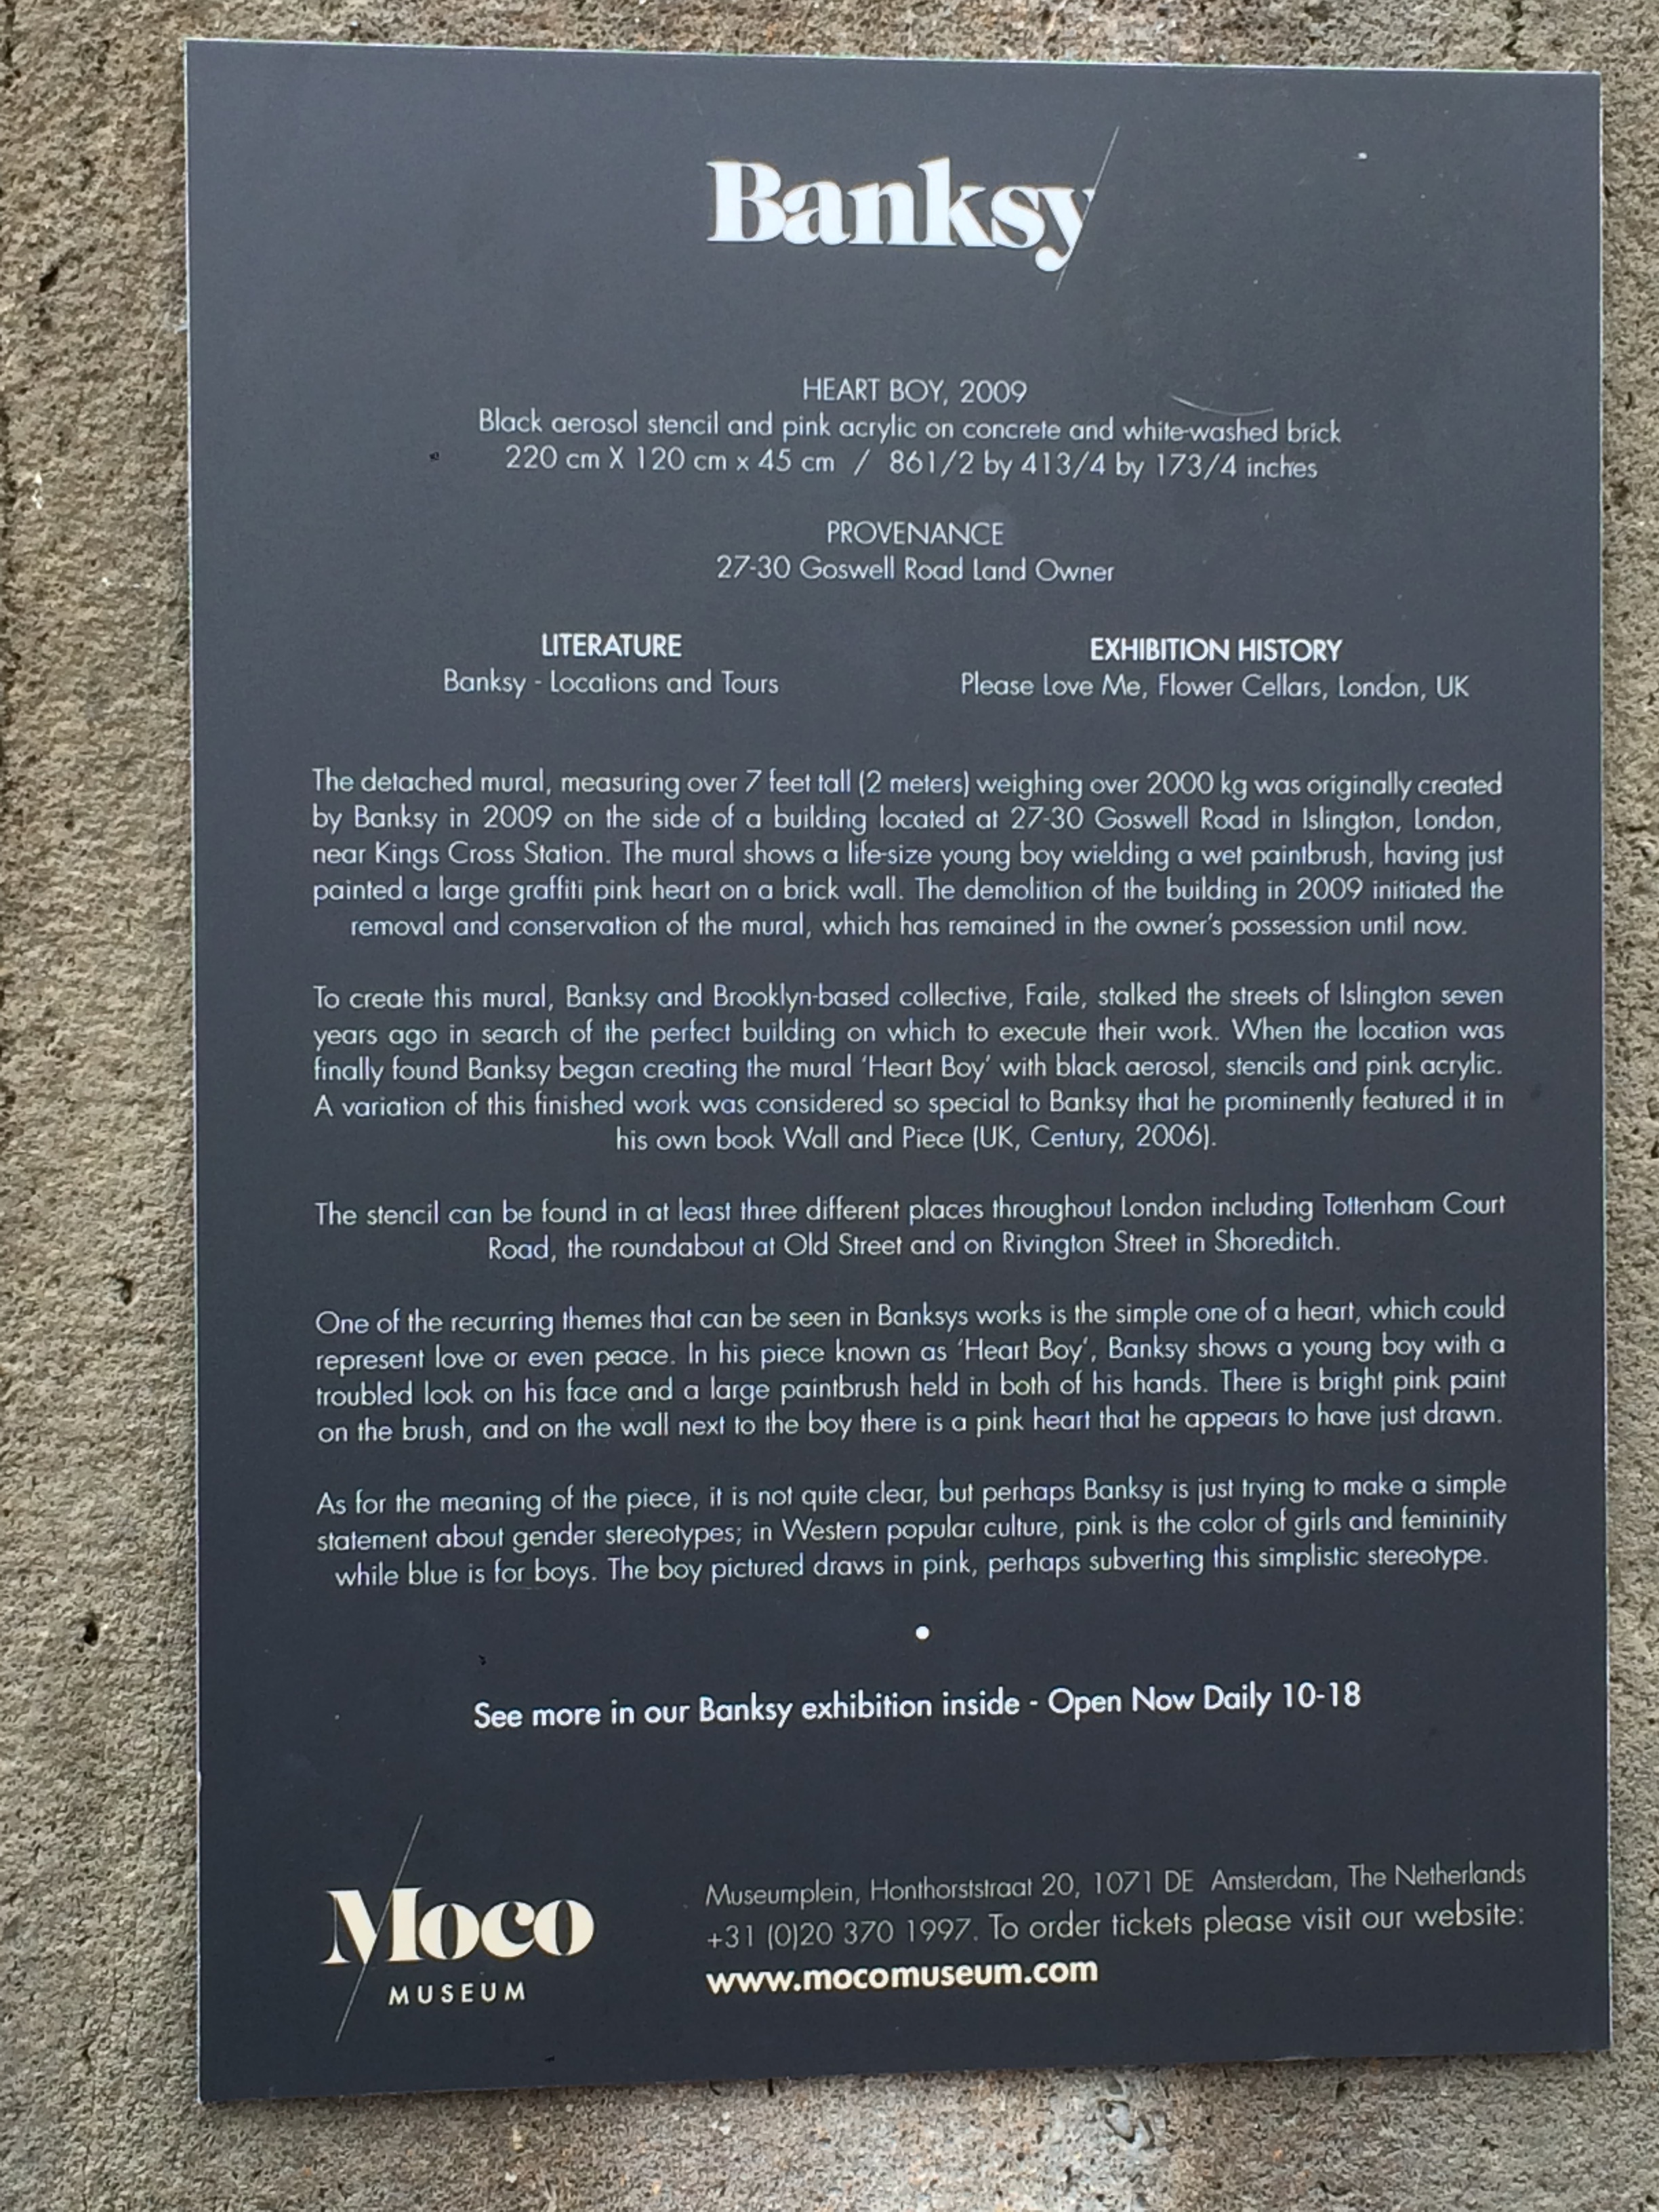 Banksy
HEART BOY, 2009
Black aerosol stencil and pink acrylic on concrete and white-washed brick
220 cm X 120 cm x 45 cm / 861/2 by 413/4 by 173/4 inches
PROVENANCE
27-30 Goswell Road Land Owner
LITERATURE
Banksy - Locations and Tours
EXHIBITION HISTORY
Please Love Me, Flower Cellars, London, UK
The detached mural, measuring over 7 feet tall (2 meters) weighing over 2000 kg was originally created
by Banksy in 2009 on the side of a building located at 27-30 Goswell Road in Islington, London,
near Kings Cross Station. The mural shows a life-size young boy wielding a wet paintbrush, having just
painted a large graffiti pink heart on a brick wall. The demolition of the building in 2009 initiated the
removal and conservation of the mural, which has remained in the owner's possession until now.
To create this mural, Banksy and Brooklyn-based collective, Faile, stalked the streets of Islington seven
years ago in search of the perfect building on which to execute their work. When the location was
finally found Banksy began creating the mural 'Heart Boy' with black aerosol, stencils and pink acrylic.
A variation of this finished work was considered so special to Banksy that he prominently featured it in
his own book Wall and Piece (UK, Century, 2006).
The stencil can be found in at least three different places throughout London including Tottenham Court
Road, the roundabout at Old Street and on Rivington Street in Shoreditch.
One of the recurring themes that can be seen in Banksys works is the simple one of a heart, which could
represent love or even peace. In his piece known as 'Heart Boy', Banksy shows a young boy with a
troubled look on his face and a large paintbrush held in both of his hands. There is bright pink paint
on the brush, and on the wall next to the boy there is a pink heart that he appears to have just drawn.
As for the meaning of the piece, it is not quite clear, but perhaps Banksy is just trying to make a simple
statement about gender stereotypes; in Western popular culture, pink is the color of girls and femininity
while blue is for boys. The boy pictured draws in pink, perhaps subverting this simplistic stereotype.
See more in our Banksy exhibition inside - Open Now Daily 10-18
Moco
MUSEUM
Museumplein, Honthorststraat 20, 1071 DE Amsterdam, The Netherlands
+31 (0)20 370 1997. To order tickets please visit our website:
www.mocomuseum.com